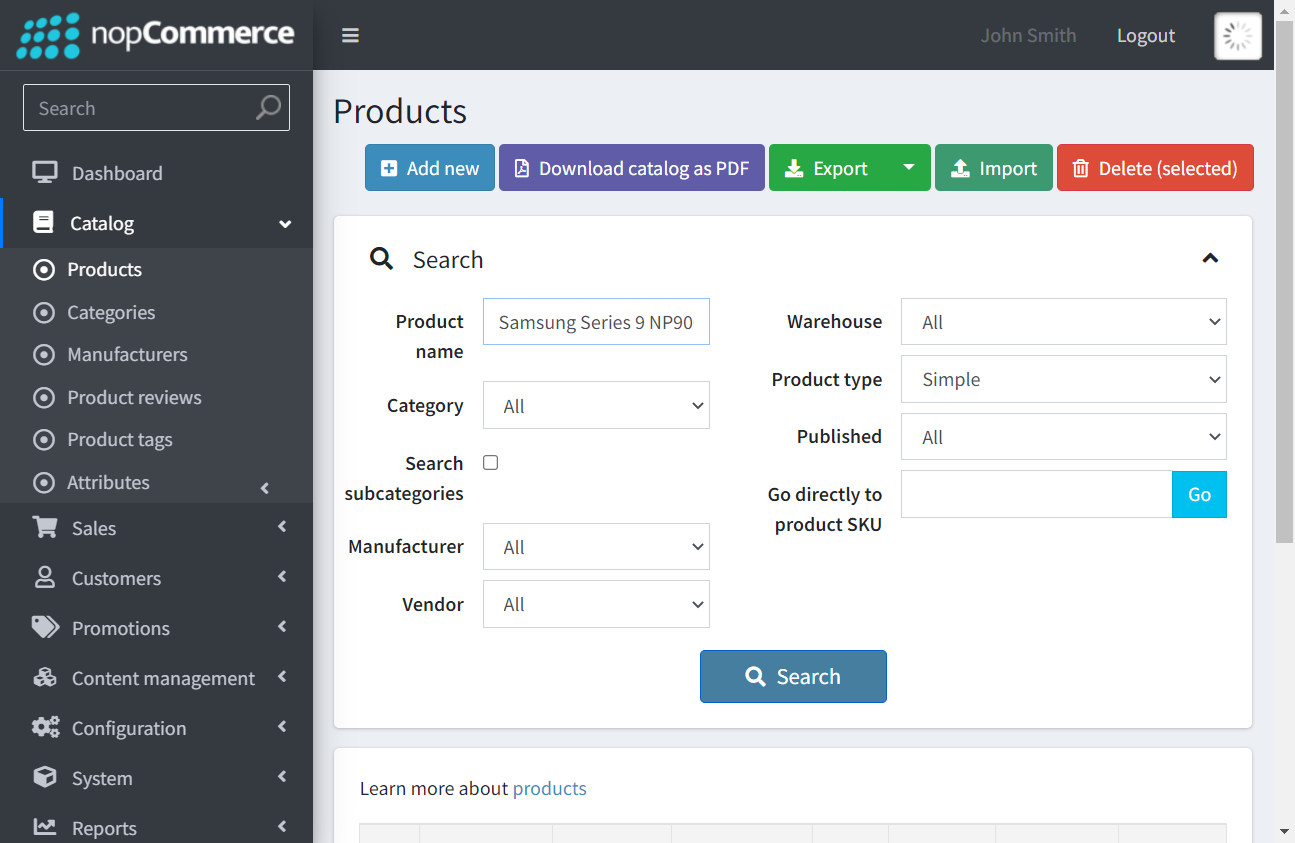 nopCommerce
John Smith
Logout
Search
Dashboard
Catalog
Products
Categories
Manufacturers
Product reviews
Product tags
Attributes
Sales
Customers
Promotions
Content management
Configuration
System
Reports
Products
Add new
Download catalog as PDF
Export
Import
Delete (selected)
Search
Product name
Samsung Series 9 NP90
Category
All
Search subcategories
Manufacturer
All
Vendor
All
Warehouse
All
Product type
Simple
Published
All
Go directly to product SKU
Go
Search
Learn more about products